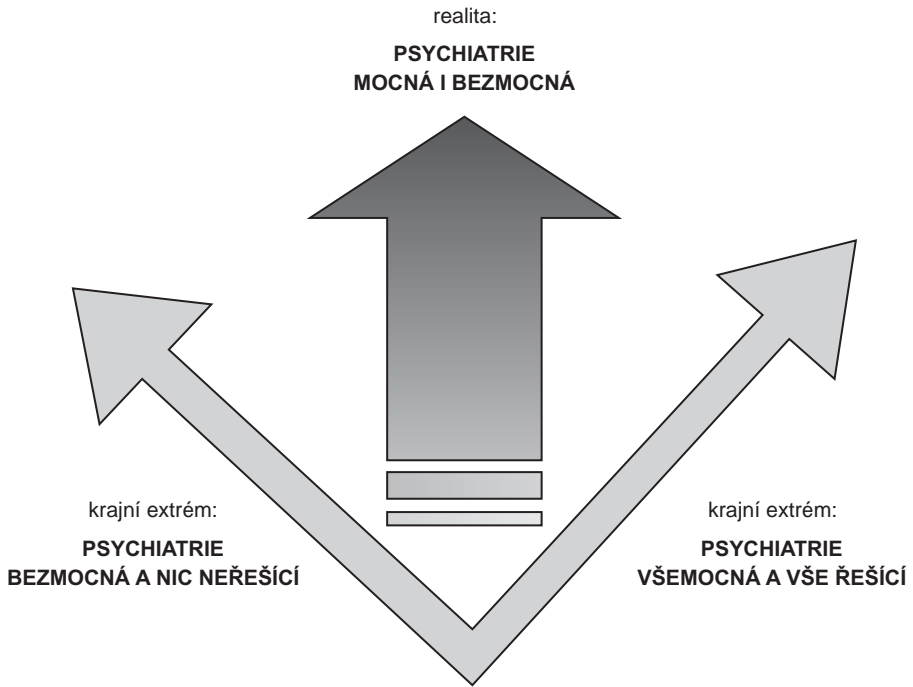 realita:
PSYCHIATRIE
MOCNÁ I BEZMOCNÁ
krajní extrém:
PSYCHIATRIE
BEZMOCNÁ A NIC NEŘEŠÍCÍ
krajní extrém:
PSYCHIATRIE
VŠEMOCNÁ A VŠE ŘEŠÍCÍ